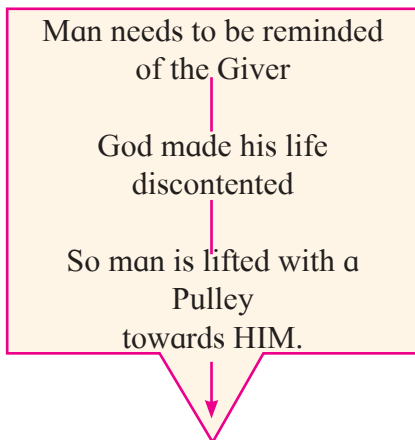 Man needs to be reminded
of the Giver
God made his life
discontented
So man is lifted with a
Pulley
towards HIM.